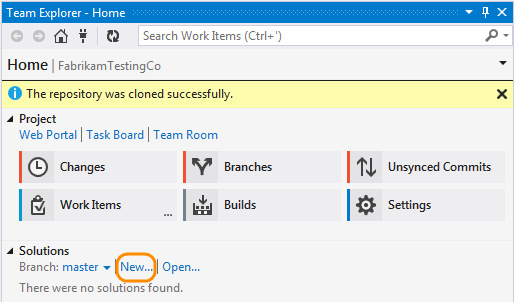 Team Explorer - Home
Search Work Items (Ctrl+')
Home | FabrikamTestingCo
The repository was cloned successfully.
Project
Web Portal | Task Board | Team Room
Changes Branches Unsynced Commits
Work Items ... Builds Settings
Solutions
Branch: master | New... | Open...
There were no solutions found.